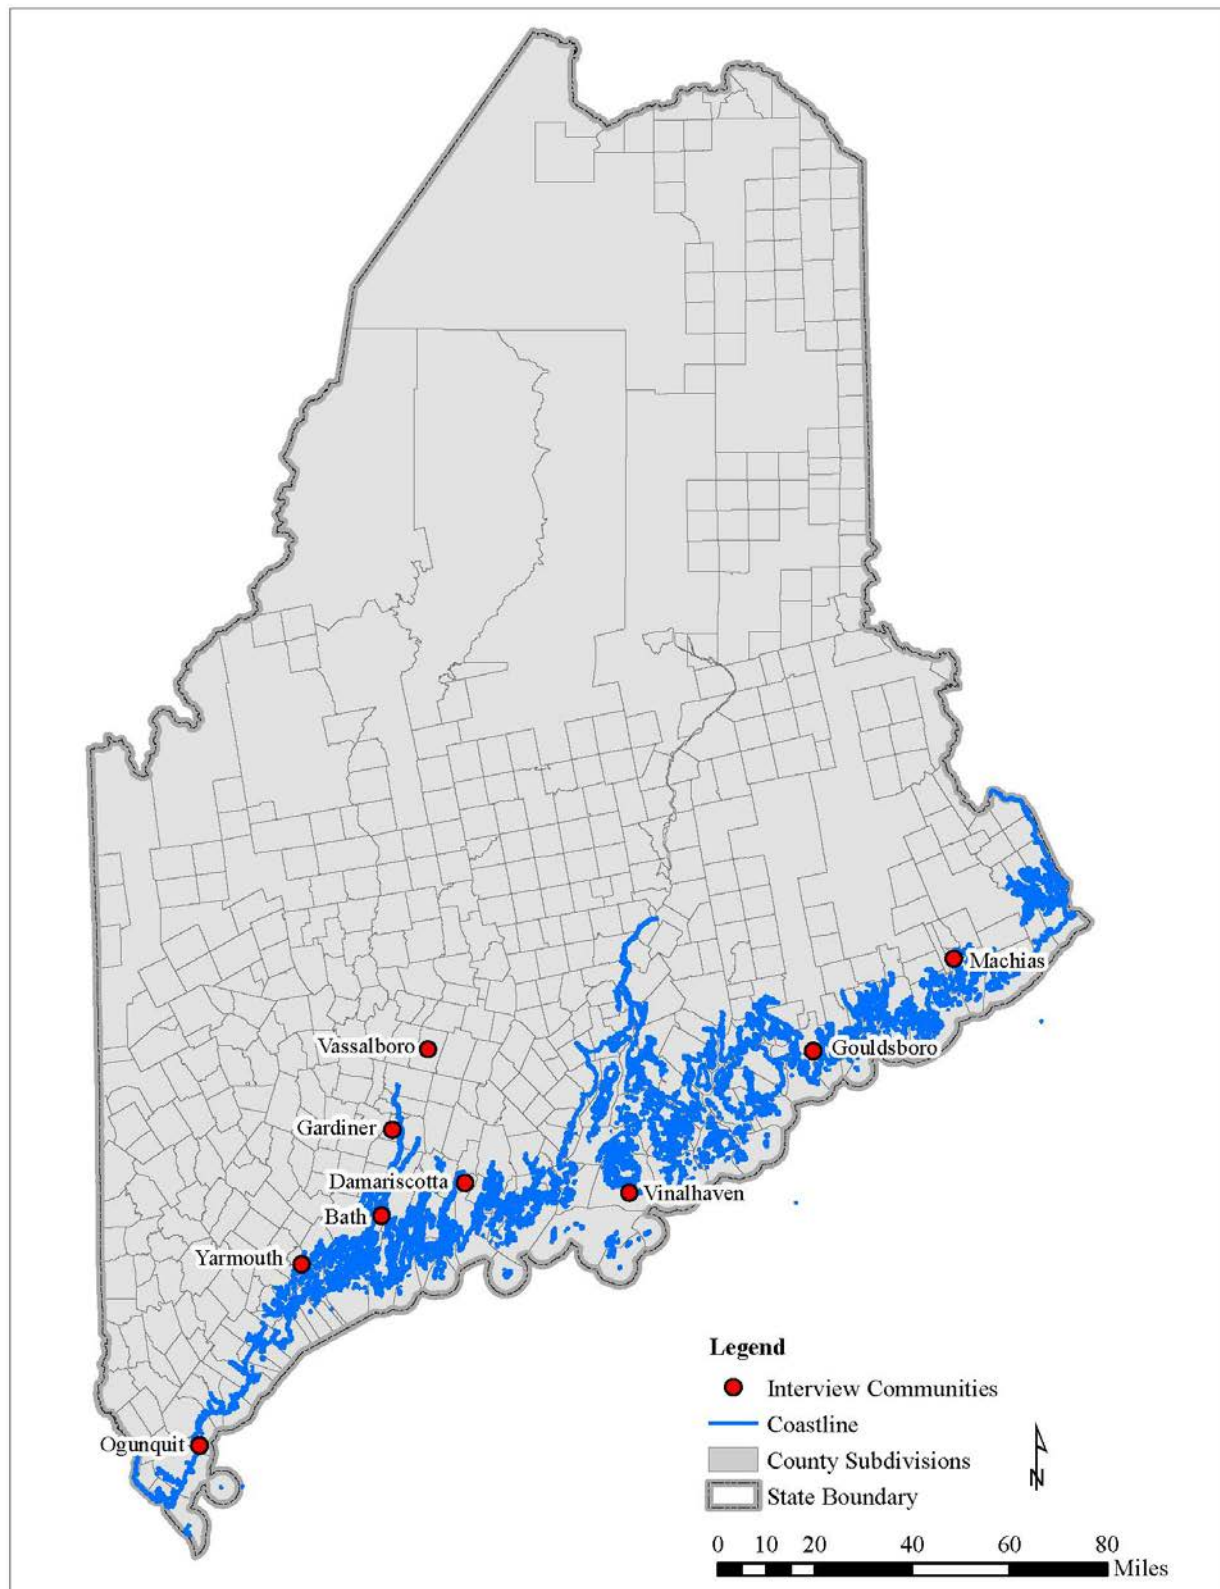 Machias
Vassalboro
Gouldsboro
Gardiner
Damariscotta
Vinalhaven
Bath
Yarmouth
Ogunquit
Legend
Interview Communities
Coastline
County Subdivisions
State Boundary
N
0 10 20 40 60 80
Miles